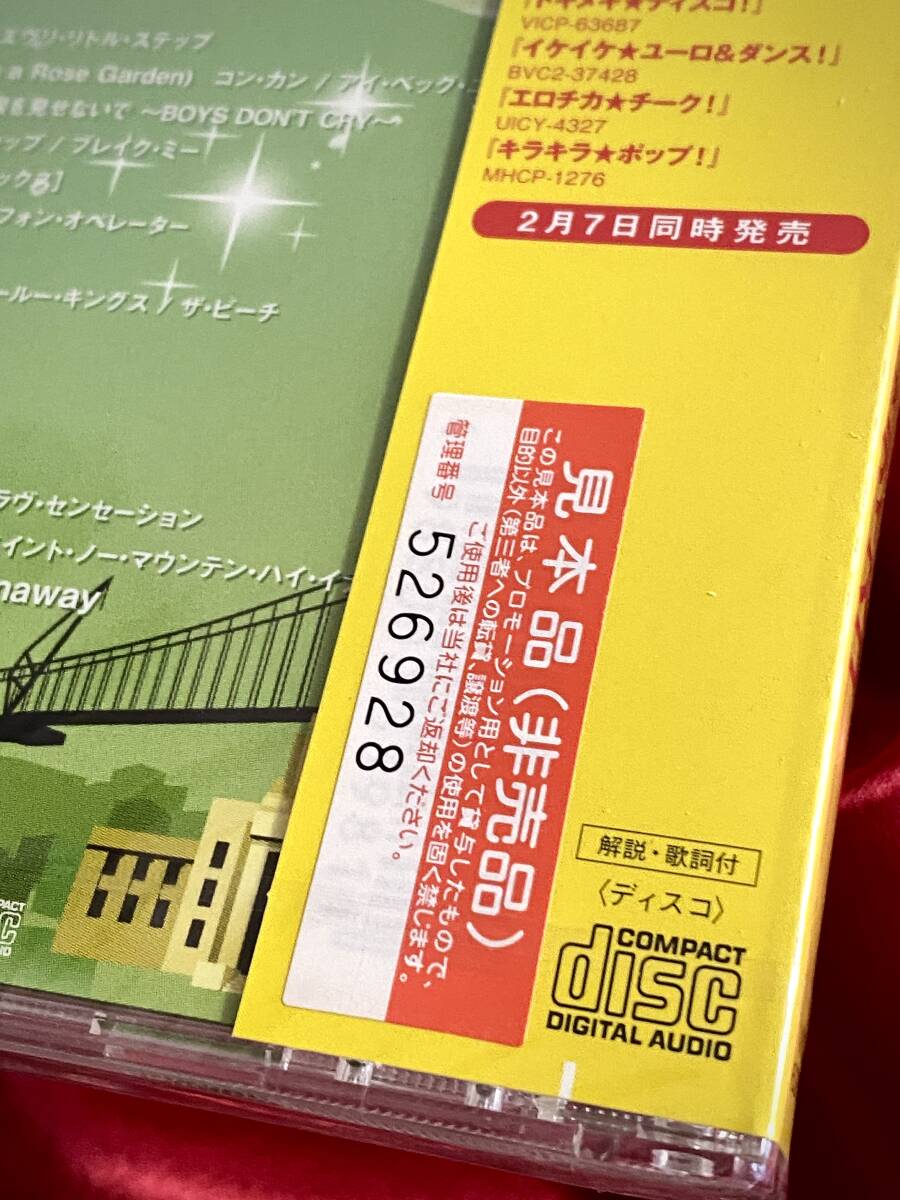 エヴリ・リトル・ステップ
a Rose Garden) コン・カン / アイ・ベッグ・
を見せないで 〜BOYS DON'T CRY〜
ップ / ブレイク・ミー
ック6]
フォン・オペレーター
ールー・キングス / ザ・ビーチ
ラヴ・センセーション
イント・ノー・マウンテン・ハイ・イ
naway
『トキメキ★ディスコ!』
VICP-63687
『イケイケ★ユーロ&ダンス!』
BVC2-37428
『エロチカ★チーク!』
UICY-4327
『キラキラ★ポップ!』
MHCP-1276
2月7日同時発売
見本品(非売品)
この見本品は、プロモーション用として貸与したもので、
目的以外(第三者への転貸、譲渡等)の使用を固く禁じます。
ご使用後は当社にご返却ください。
管理番号 526928
解説・歌詞付
〈ディスコ〉
COMPACT
disc
DIGITAL AUDIO